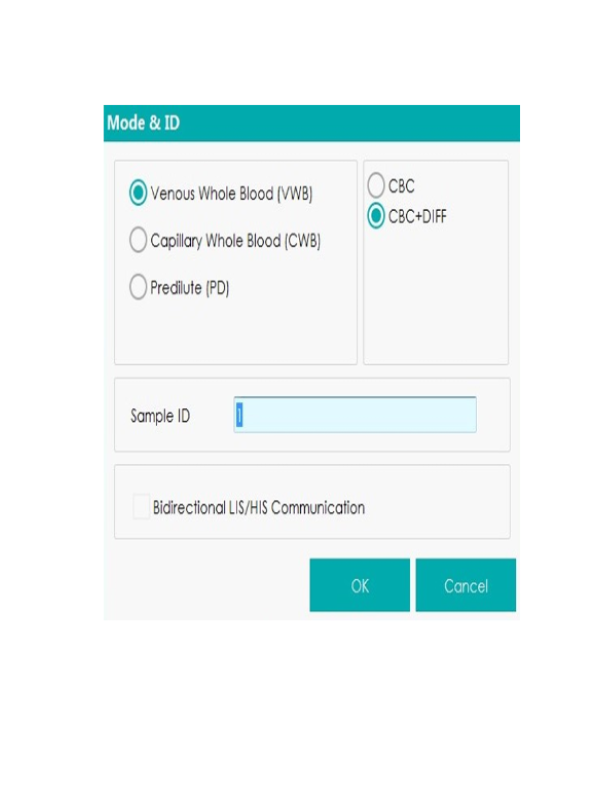 Mode & ID
Venous Whole Blood (VWB)
Capillary Whole Blood (CWB)
Predilute (PD)
CBC
CBC+DIFF
Sample ID
1
Bidirectional LIS/HIS Communication
OK
Cancel